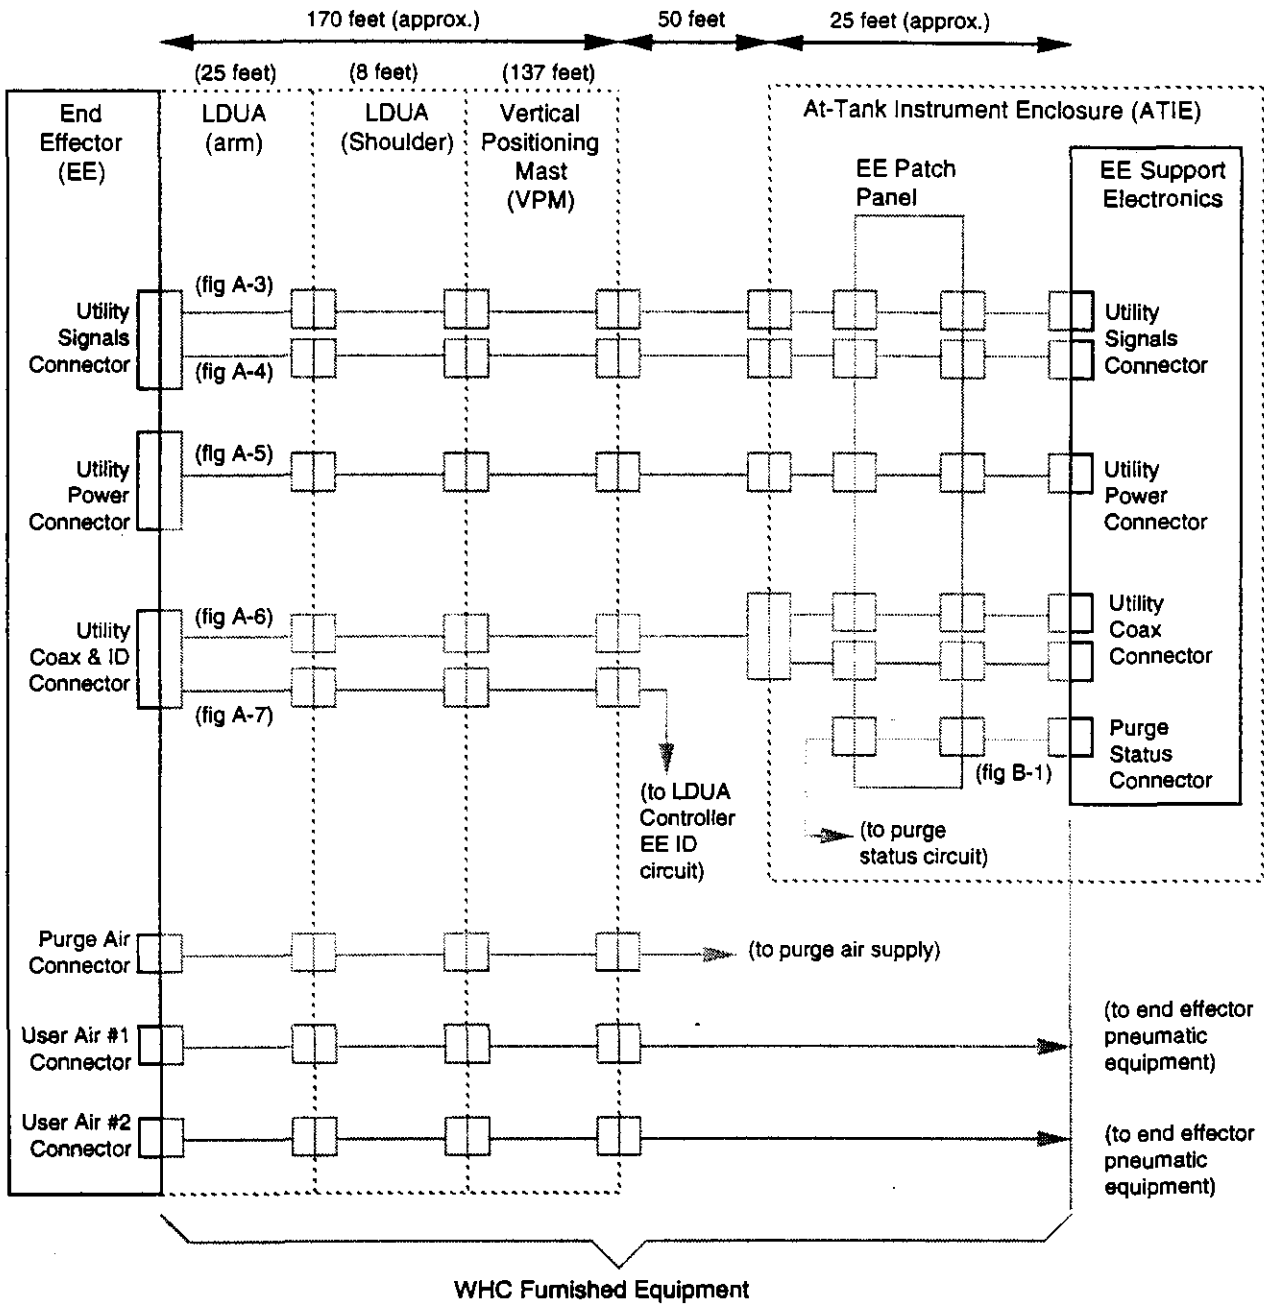 170 feet (approx.)
50 feet
25 feet (approx.)
(25 feet)
(8 feet)
(137 feet)
End
Effector
(EE)
LDUA
(arm)
LDUA
(Shoulder)
Vertical
Positioning
Mast
(VPM)
At-Tank Instrument Enclosure (ATIE)
EE Patch
Panel
EE Support
Electronics
Utility
Signals
Connector
(fig A-3)
(fig A-4)
Utility
Signals
Connector
Utility
Power
Connector
(fig A-5)
Utility
Power
Connector
Utility
Coax & ID
Connector
(fig A-6)
(fig A-7)
Utility
Coax
Connector
Purge
Status
Connector
(fig B-1)
(to LDUA
Controller
EE ID
circuit)
(to purge
status circuit)
Purge Air
Connector
(to purge air supply)
User Air #1
Connector
(to end effector
pneumatic
equipment)
User Air #2
Connector
(to end effector
pneumatic
equipment)
WHC Furnished Equipment